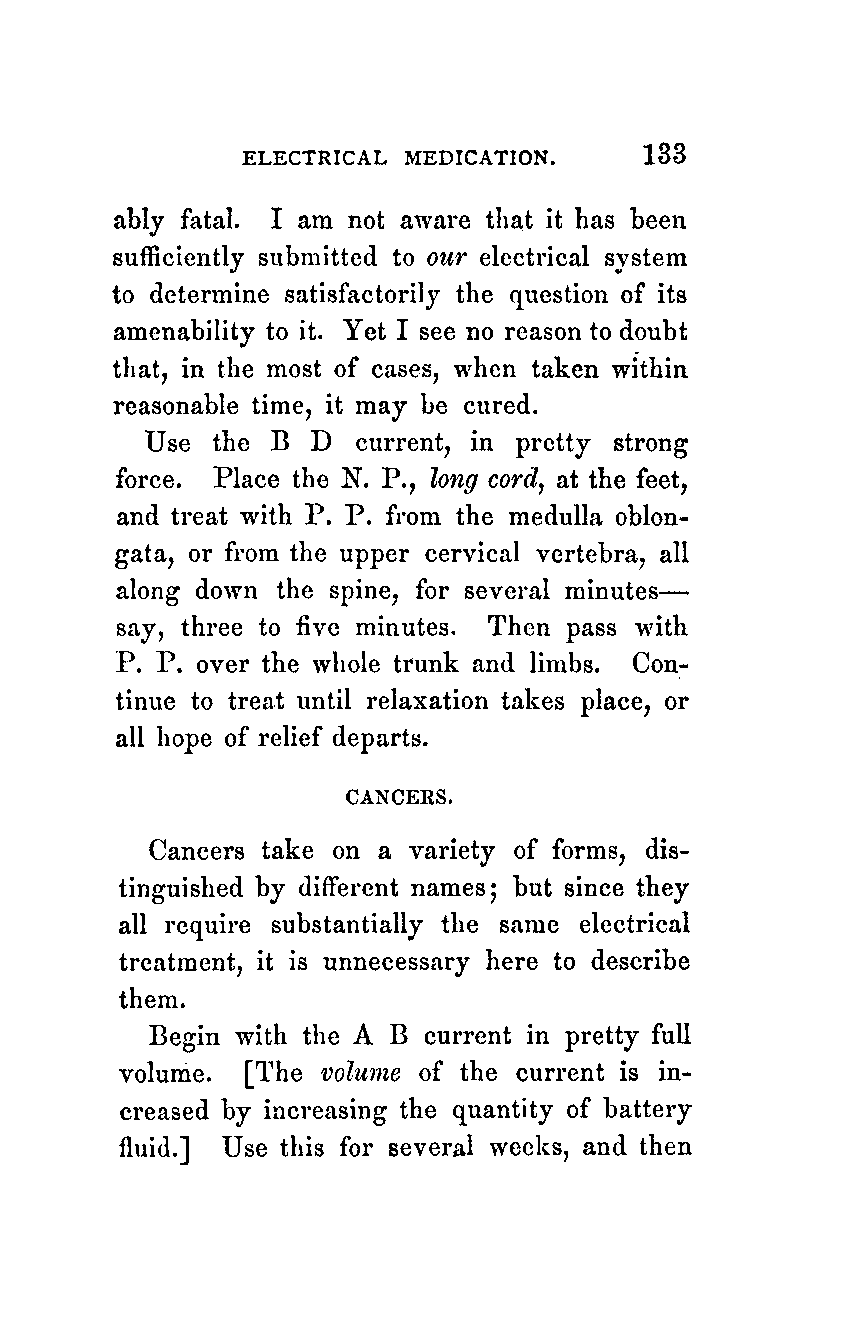 ELECTRICAL MEDICATION. 133
ably fatal. I am not aware that it has been
sufficiently submitted to our electrical system
to determine satisfactorily the question of its
amenability to it. Yet I see no reason to doubt
that, in the most of cases, when taken within
reasonable time, it may be cured.
Use the B D current, in pretty strong
force. Place the N. P., long cord, at the feet,
and treat with P. P. from the medulla oblon-
gata, or from the upper cervical vertebra, all
along down the spine, for several minutes—
say, three to five minutes. Then pass with
P. P. over the whole trunk and limbs. Con-
tinue to treat until relaxation takes place, or
all hope of relief departs.
CANCERS.
Cancers take on a variety of forms, dis-
tinguished by different names; but since they
all require substantially the same electrical
treatment, it is unnecessary here to describe
them.
Begin with the A B current in pretty full
volume. [The volume of the current is in-
creased by increasing the quantity of battery
fluid.] Use this for several weeks, and then